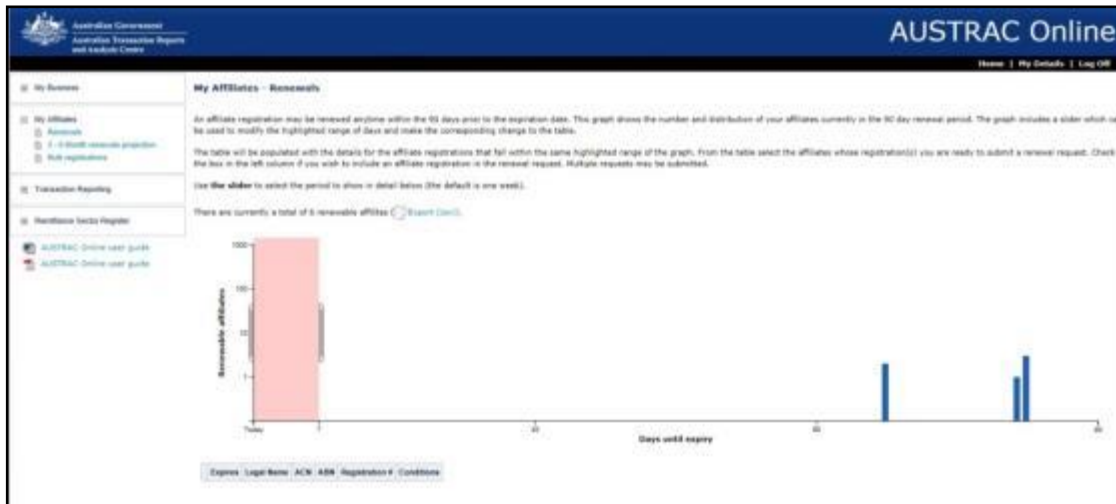 Australian Government
Australian Transaction Reports
and Analysis Centre
AUSTRAC Online
Home | My Details | Log Off
My Business
My Affiliates
Renewals
3 - 6 Month renewals projection
Bulk registrations
Transaction Reporting
Remittance Sector Register
AUSTRAC Online user guide
AUSTRAC Online user guide
My Affiliates - Renewals
An affiliate registration may be renewed anytime within the 90 days prior to the expiration date. This graph shows the number and distribution of your affiliates currently in the 90 day renewal period. The graph includes a slider which
be used to modify the highlighted range of days and make the corresponding change to the table.
The table will be populated with the details for the affiliate registrations that fall within the same highlighted range of the graph. From the table select the affiliates whose registration(s) you are ready to submit a renewal request. Check
the box in the left column if you wish to include an affiliate registration in the renewal request. Multiple requests may be submitted.
Use the slider to select the period to show in detail below (the default is one week).
There are currently a total of 6 renewable affilites Export (csv).
1000
100
10
1
Renewable affiliates
Today 7 30 60 90
Days until expiry
Expires Legal Name ACN ABN Registration # Conditions